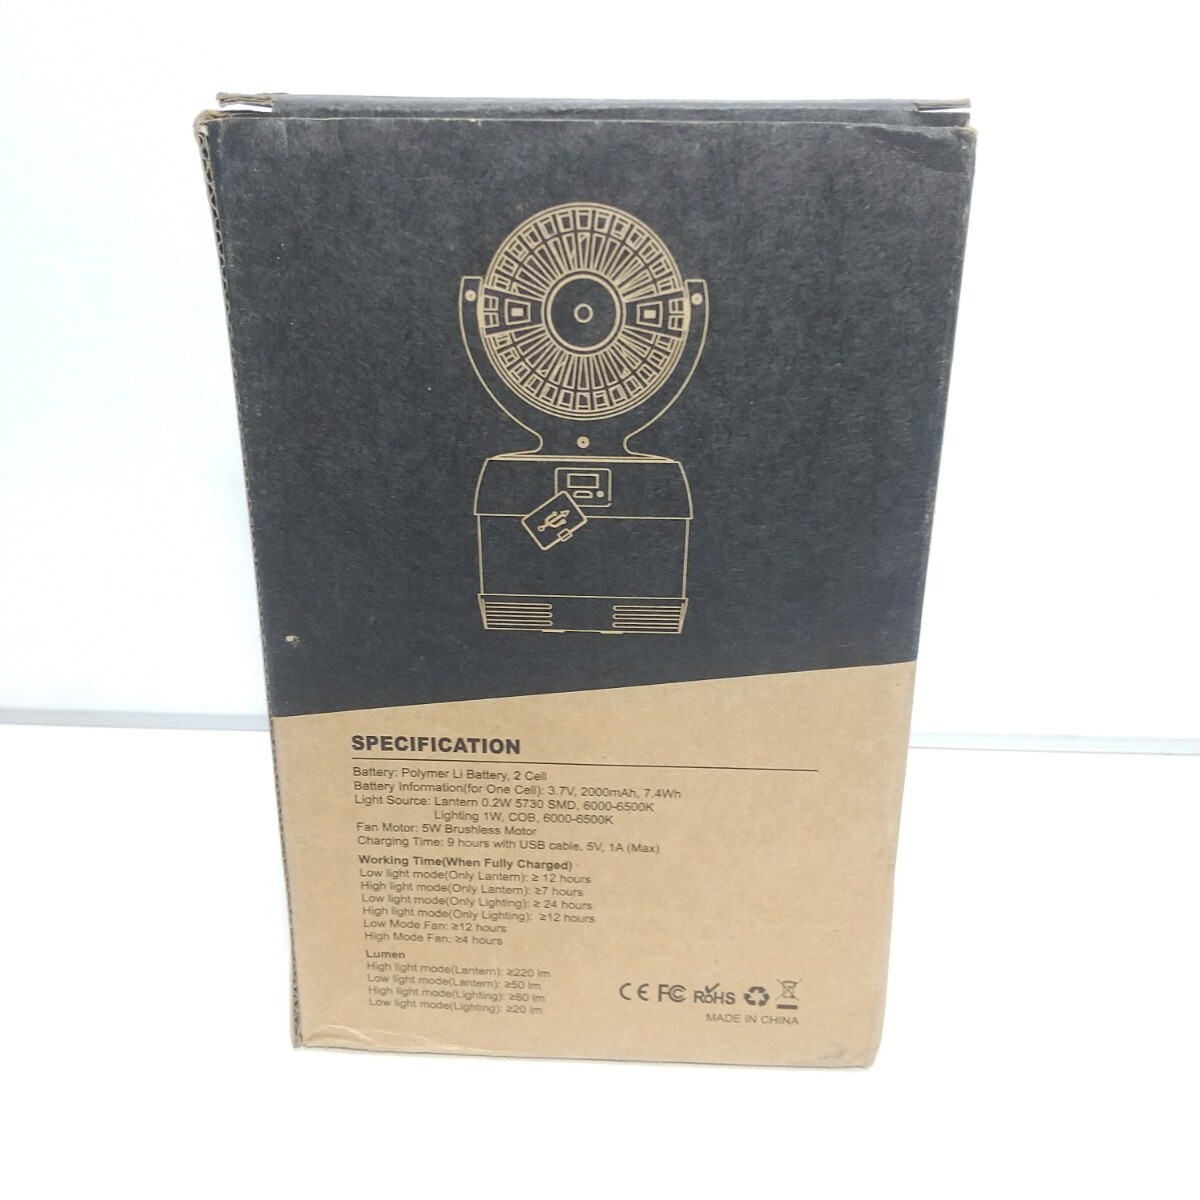 SPECIFICATION
Battery: Polymer Li Battery, 2 Cell
Battery Information(for One Cell): 3.7V, 2000mAh, 7.4Wh
Light Source: Lantern 0.2W 5730 SMD, 6000-6500K
Lighting 1W, COB, 6000-6500K
Fan Motor: 5W Brushless Motor
Charging Time: 9 hours with USB cable, 5V, 1A (Max)
Working Time(When Fully Charged)
Low light mode(Only Lantern): ≥ 12 hours
High light mode(Only Lantern): ≥7 hours
Low light mode(Only Lighting): ≥ 24 hours
High light mode(Only Lighting): ≥12 hours
Low Mode Fan: ≥12 hours
High Mode Fan: ≥4 hours
Lumen
High light mode(Lantern): ≥220 lm
Low light mode(Lantern): ≥50 lm
High light mode(Lighting): ≥80 lm
Low light mode(Lighting): ≥20 lm
CE FC RoHS
MADE IN CHINA